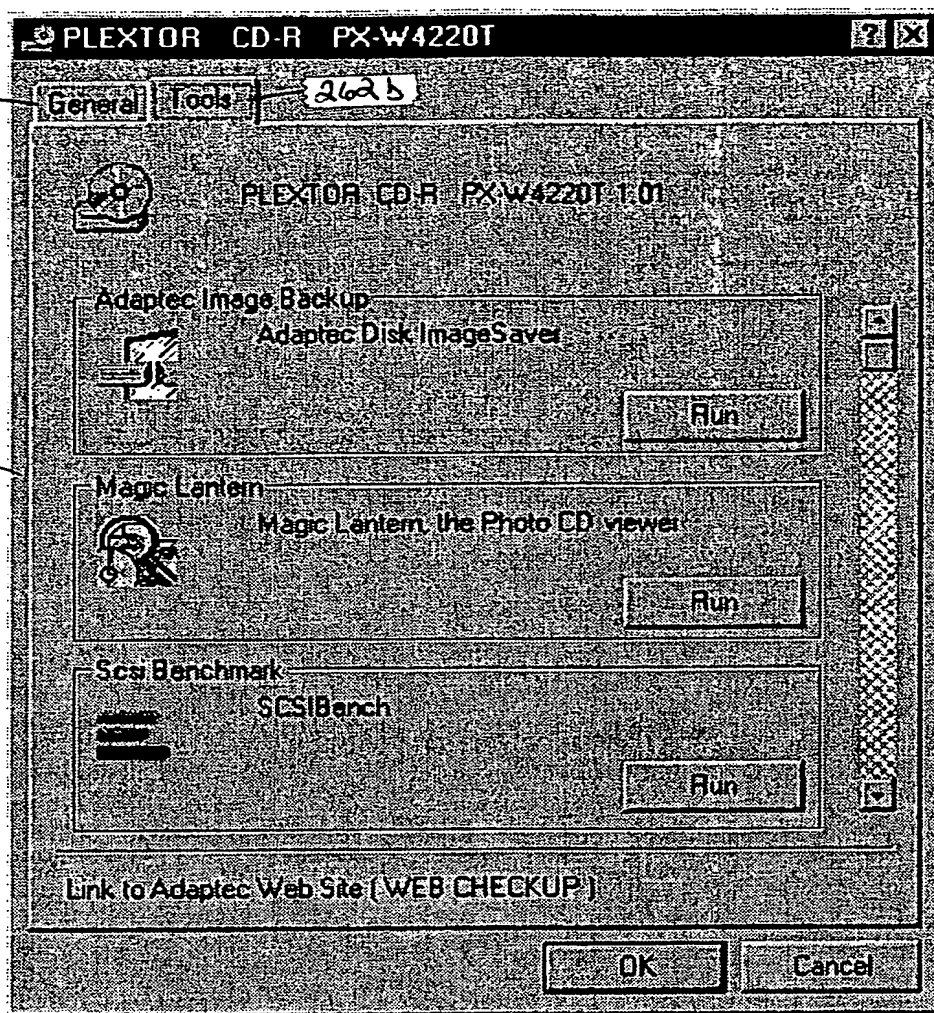 PLEXTOR CD-R PX-W4220T
General Tools 262b
PLEXTOR CD-R PX-W4220T 1.01
Adaptec Image Backup
Adaptec Disk ImageSaver
Run
Magic Lantern
Magic Lantern, the Photo CD viewer
Run
Scsi Benchmark
SCSIBench
Run
Link to Adaptec Web Site ( WEB CHECKUP )
OK Cancel